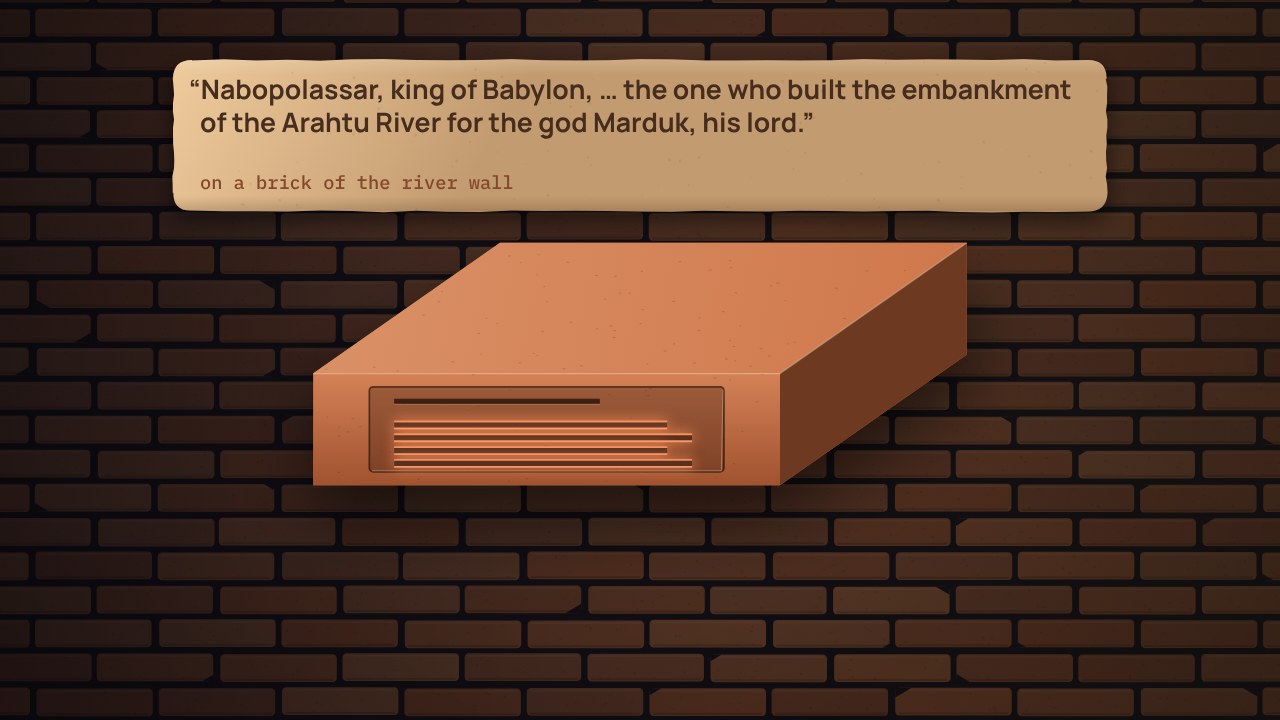 “Nabopolassar, king of Babylon, … the one who built the embankment
of the Arahtu River for the god Marduk, his lord.”
on a brick of the river wall